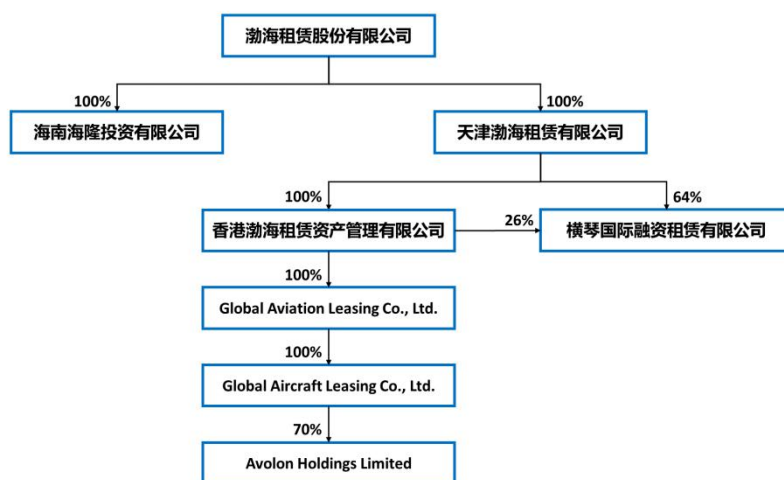 渤海租赁股份有限公司
100%
100%
海南海隆投资有限公司
天津渤海租赁有限公司
100%
64%
香港渤海租赁资产管理有限公司
26%
横琴国际融资租赁有限公司
100%
Global Aviation Leasing Co., Ltd.
100%
Global Aircraft Leasing Co., Ltd.
70%
Avolon Holdings Limited